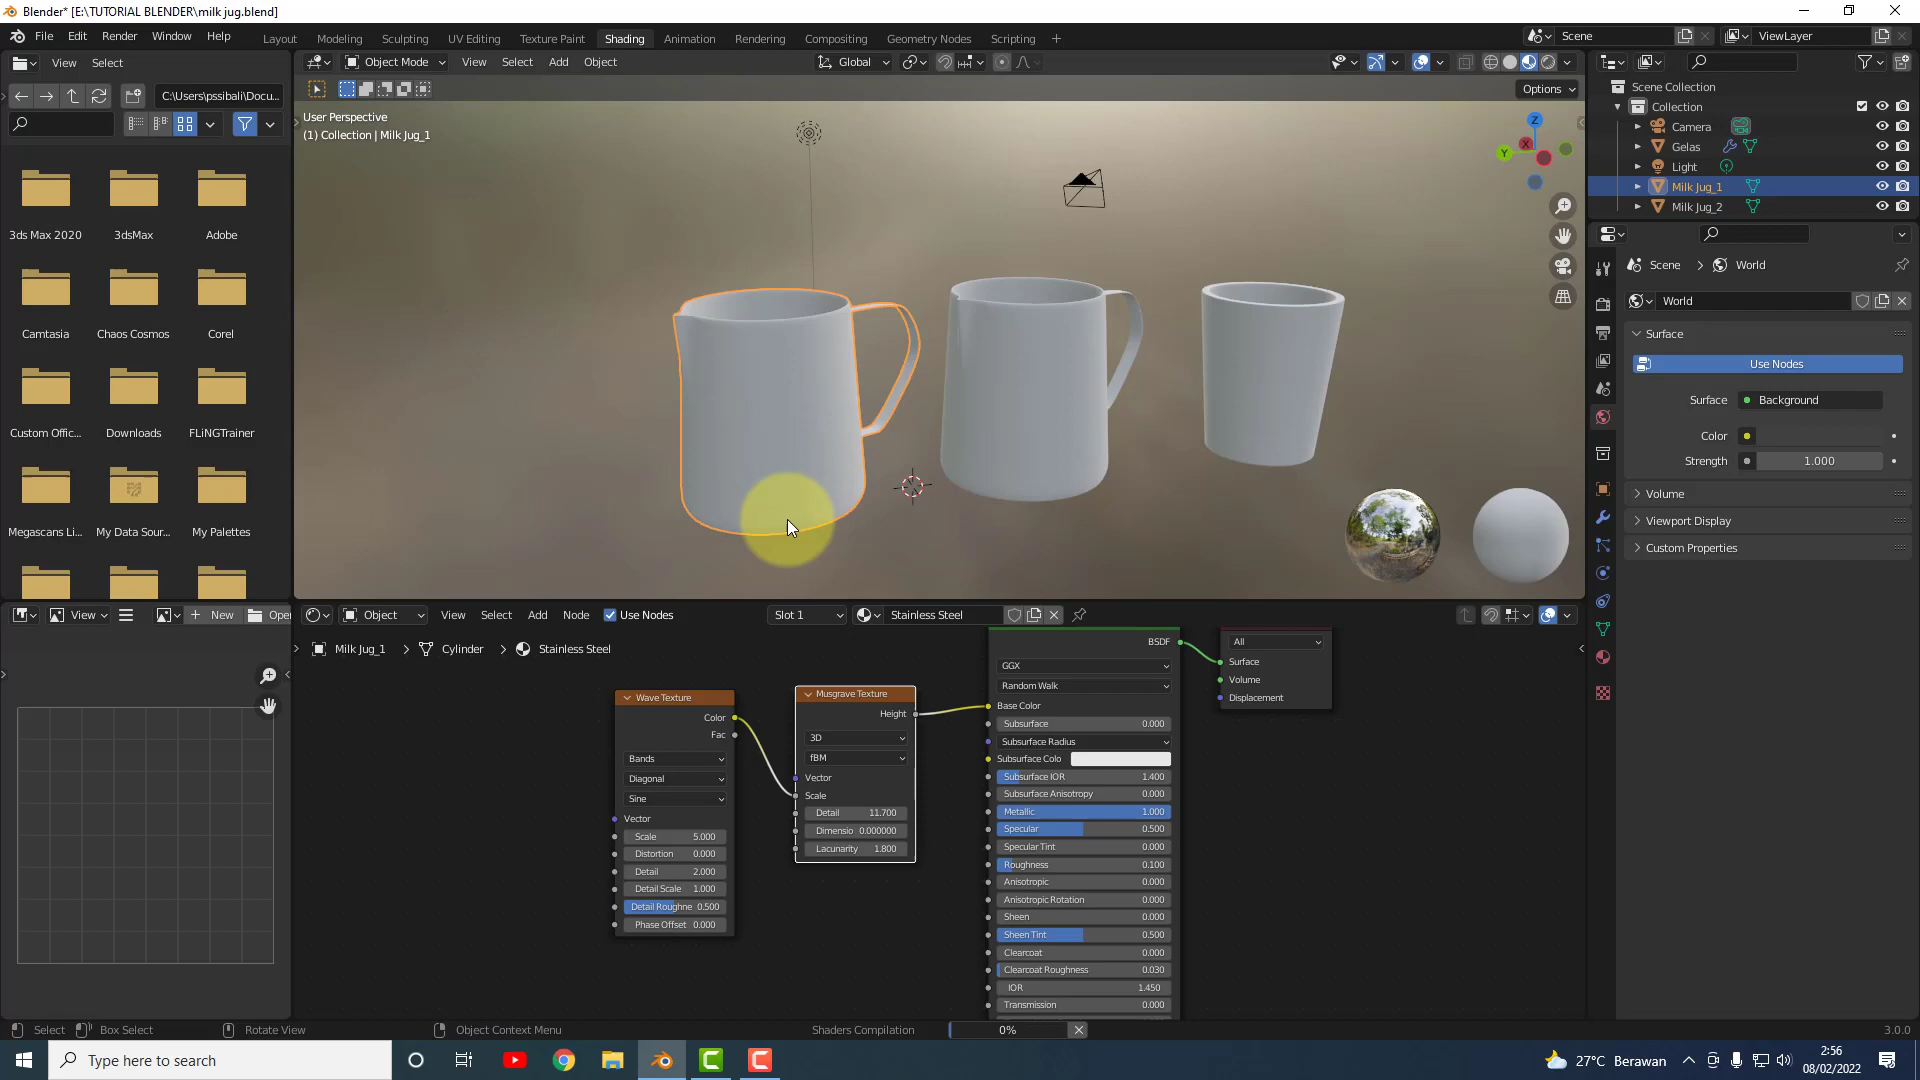 Blender* [E:\TUTORIAL BLENDER\milk jug.blend]
File Edit Render Window Help
Layout Modeling Sculpting UV Editing Texture Paint Shading Animation Rendering Compositing Geometry Nodes Scripting
Scene
ViewLayer
View Select
Object Mode View Select Add Object
Global
C:\Users\pssibali\Docu...
Options
User Perspective
(1) Collection | Milk Jug_1
Z
Y
X
Scene Collection
Collection
Camera
Gelas
Light
Milk Jug_1
Milk Jug_2
3ds Max 2020 3dsMax Adobe
Camtasia Chaos Cosmos Corel
Custom Offic... Downloads FLiNGTrainer
Megascans Li... My Data Sour... My Palettes
Scene > World
World
Surface
Use Nodes
Surface Background
Color
Strength 1.000
Volume
Viewport Display
Custom Properties
View New Open
Object View Select Add Node Use Nodes Slot 1 Stainless Steel
Milk Jug_1 > Cylinder > Stainless Steel
Wave Texture
Color
Fac
Bands
Diagonal
Sine
Vector
Scale 5.000
Distortion 0.000
Detail 2.000
Detail Scale 1.000
Detail Roughne 0.500
Phase Offset 0.000
Musgrave Texture
Height
3D
fBM
Vector
Scale
Detail 11.700
Dimensio 0.000000
Lacunarity 1.800
BSDF
GGX
Random Walk
Base Color
Subsurface 0.000
Subsurface Radius
Subsurface Colo
Subsurface IOR 1.400
Subsurface Anisotropy 0.000
Metallic 1.000
Specular 0.500
Specular Tint 0.000
Roughness 0.100
Anisotropic 0.000
Anisotropic Rotation 0.000
Sheen 0.000
Sheen Tint 0.500
Clearcoat 0.000
Clearcoat Roughness 0.030
IOR 1.450
Transmission 0.000
All
Surface
Volume
Displacement
Select Box Select Rotate View Object Context Menu Shaders Compilation 0% 3.0.0
Type here to search
27°C Berawan
2:56
08/02/2022